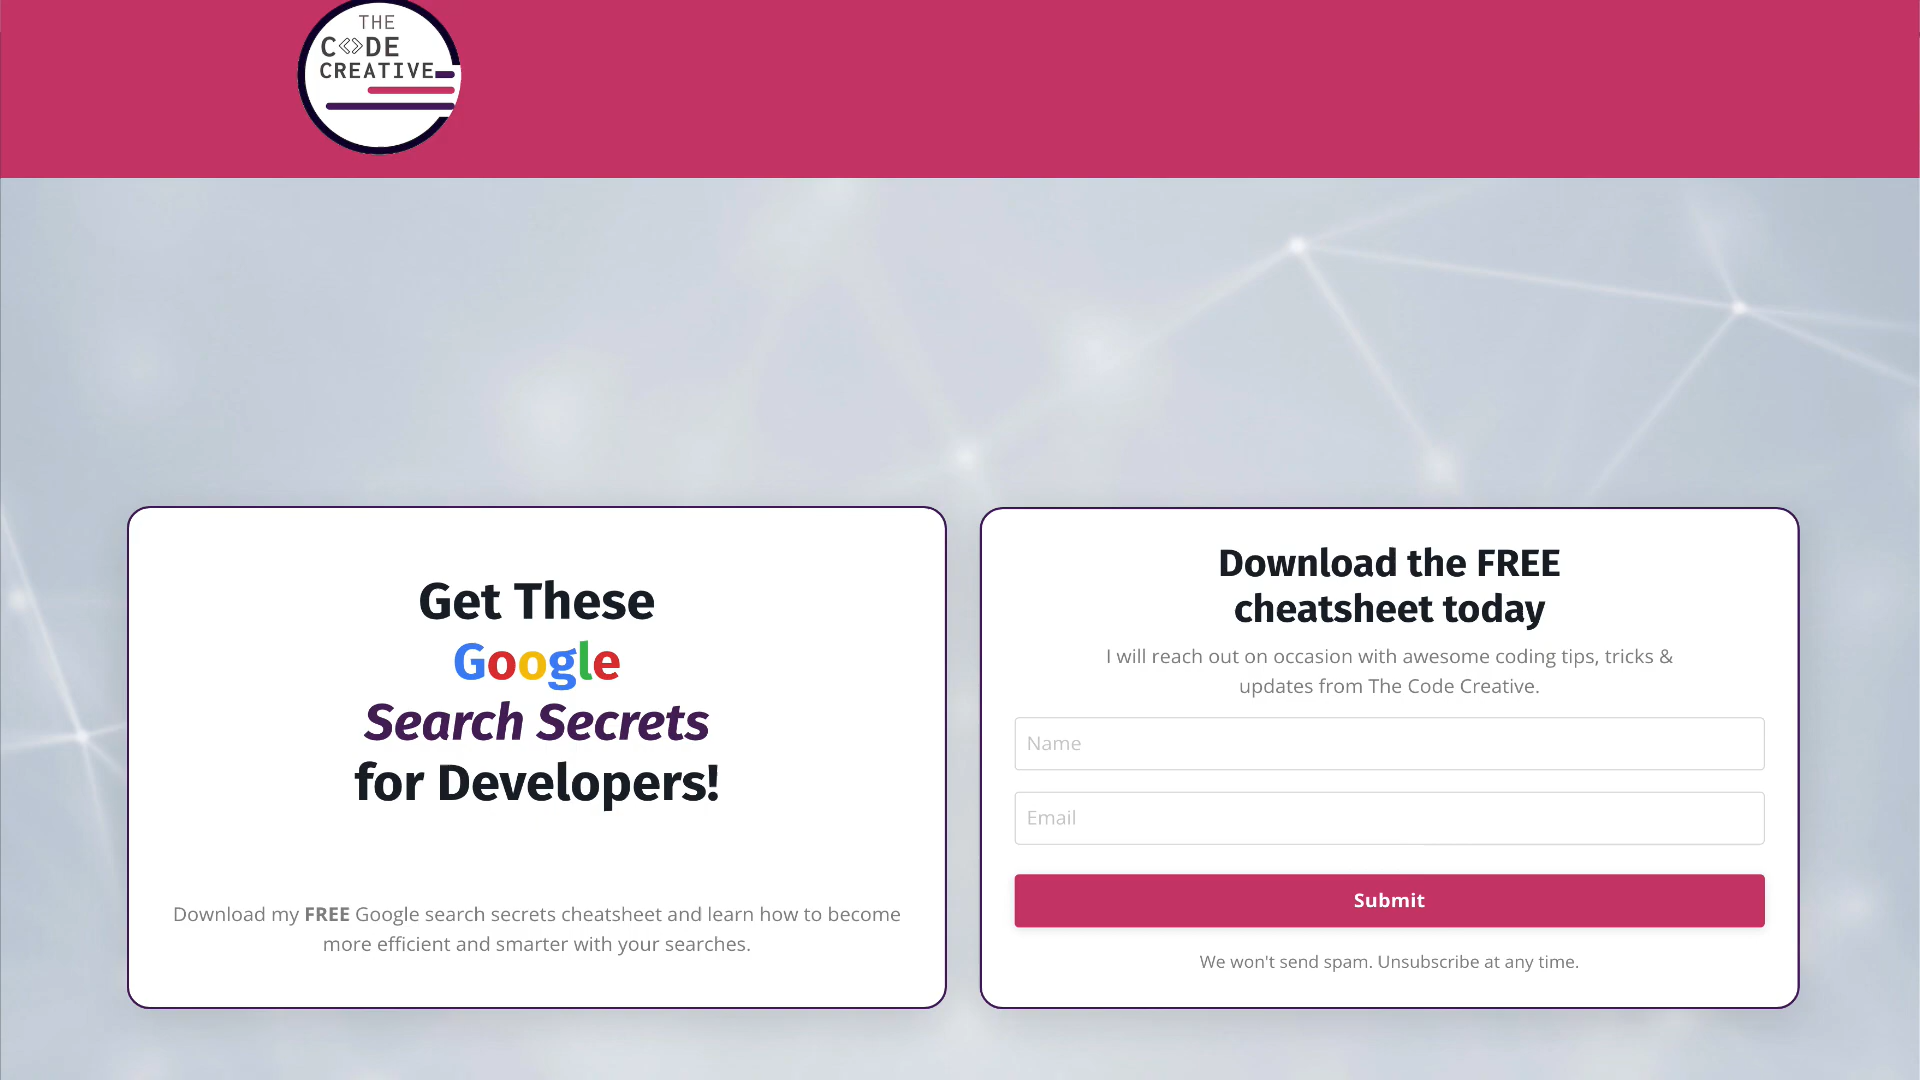 THE
C<>DE
CREATIVE
Get These
Google
Search Secrets
for Developers!
Download my FREE Google search secrets cheatsheet and learn how to become
more efficient and smarter with your searches.
Download the FREE
cheatsheet today
I will reach out on occasion with awesome coding tips, tricks &
updates from The Code Creative.
Name
Email
Submit
We won't send spam. Unsubscribe at any time.